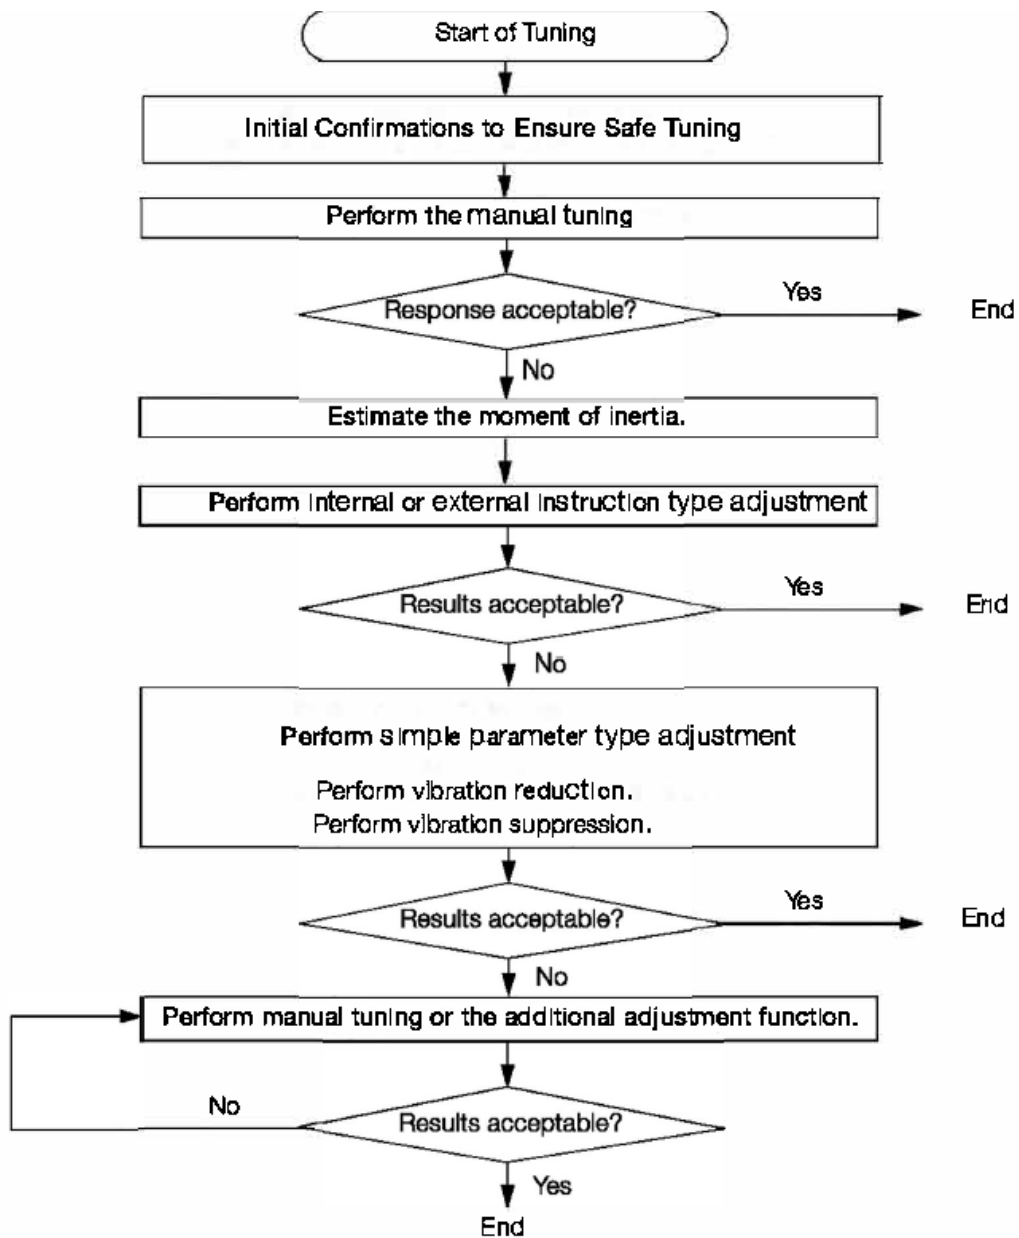 Start of Tuning
Initial Confirmations to Ensure Safe Tuning
Perform the manual tuning
Response acceptable?
Yes
End
No
Estimate the moment of inertia.
Perform internal or external instruction type adjustment
Results acceptable?
Yes
End
No
Perform simple parameter type adjustment
Perform vibration reduction.
Perform vibration suppression.
Results acceptable?
Yes
End
No
Perform manual tuning or the additional adjustment function.
No
Results acceptable?
Yes
End